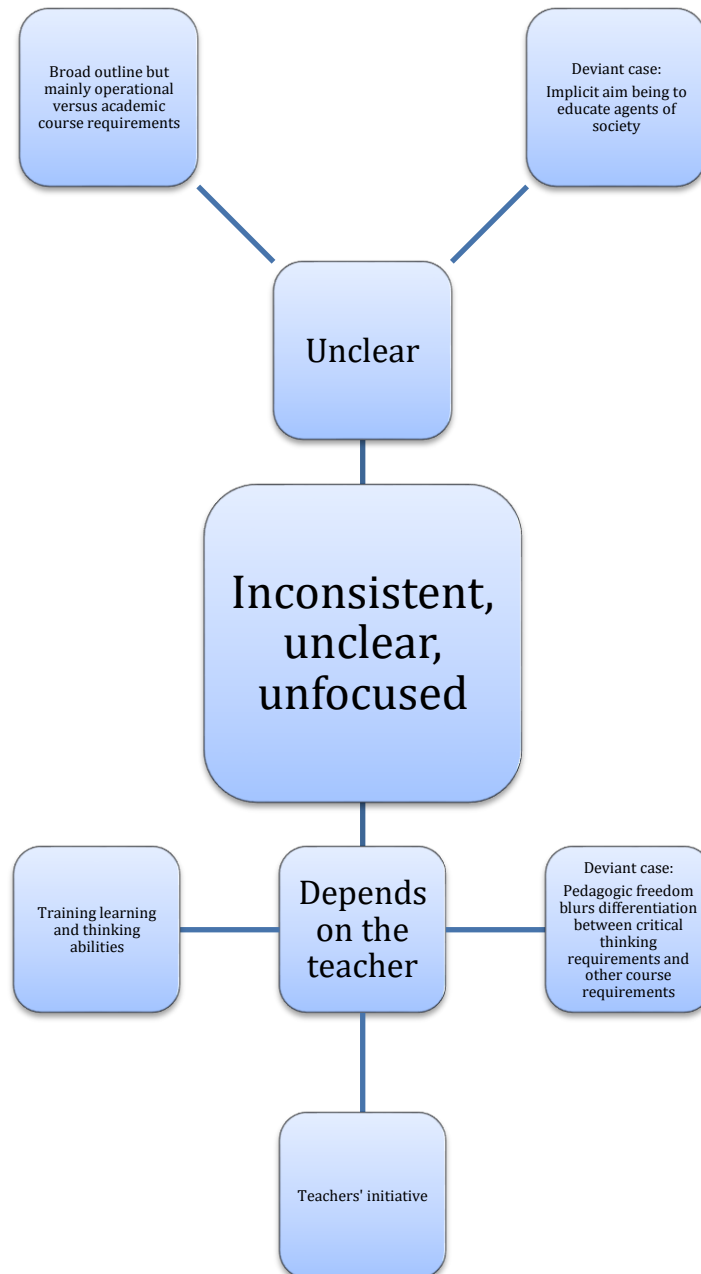 Broad outline but
mainly operational
versus academic
course requirements
Deviant case:
Implicit aim being to
educate agents of
society
Unclear
Inconsistent,
unclear,
unfocused
Training learning
and thinking
abilities
Depends
on the
teacher
Deviant case:
Pedagogic freedom
blurs differentiation
between critical
thinking
requirements and
other course
requirements
Teachers' initiative